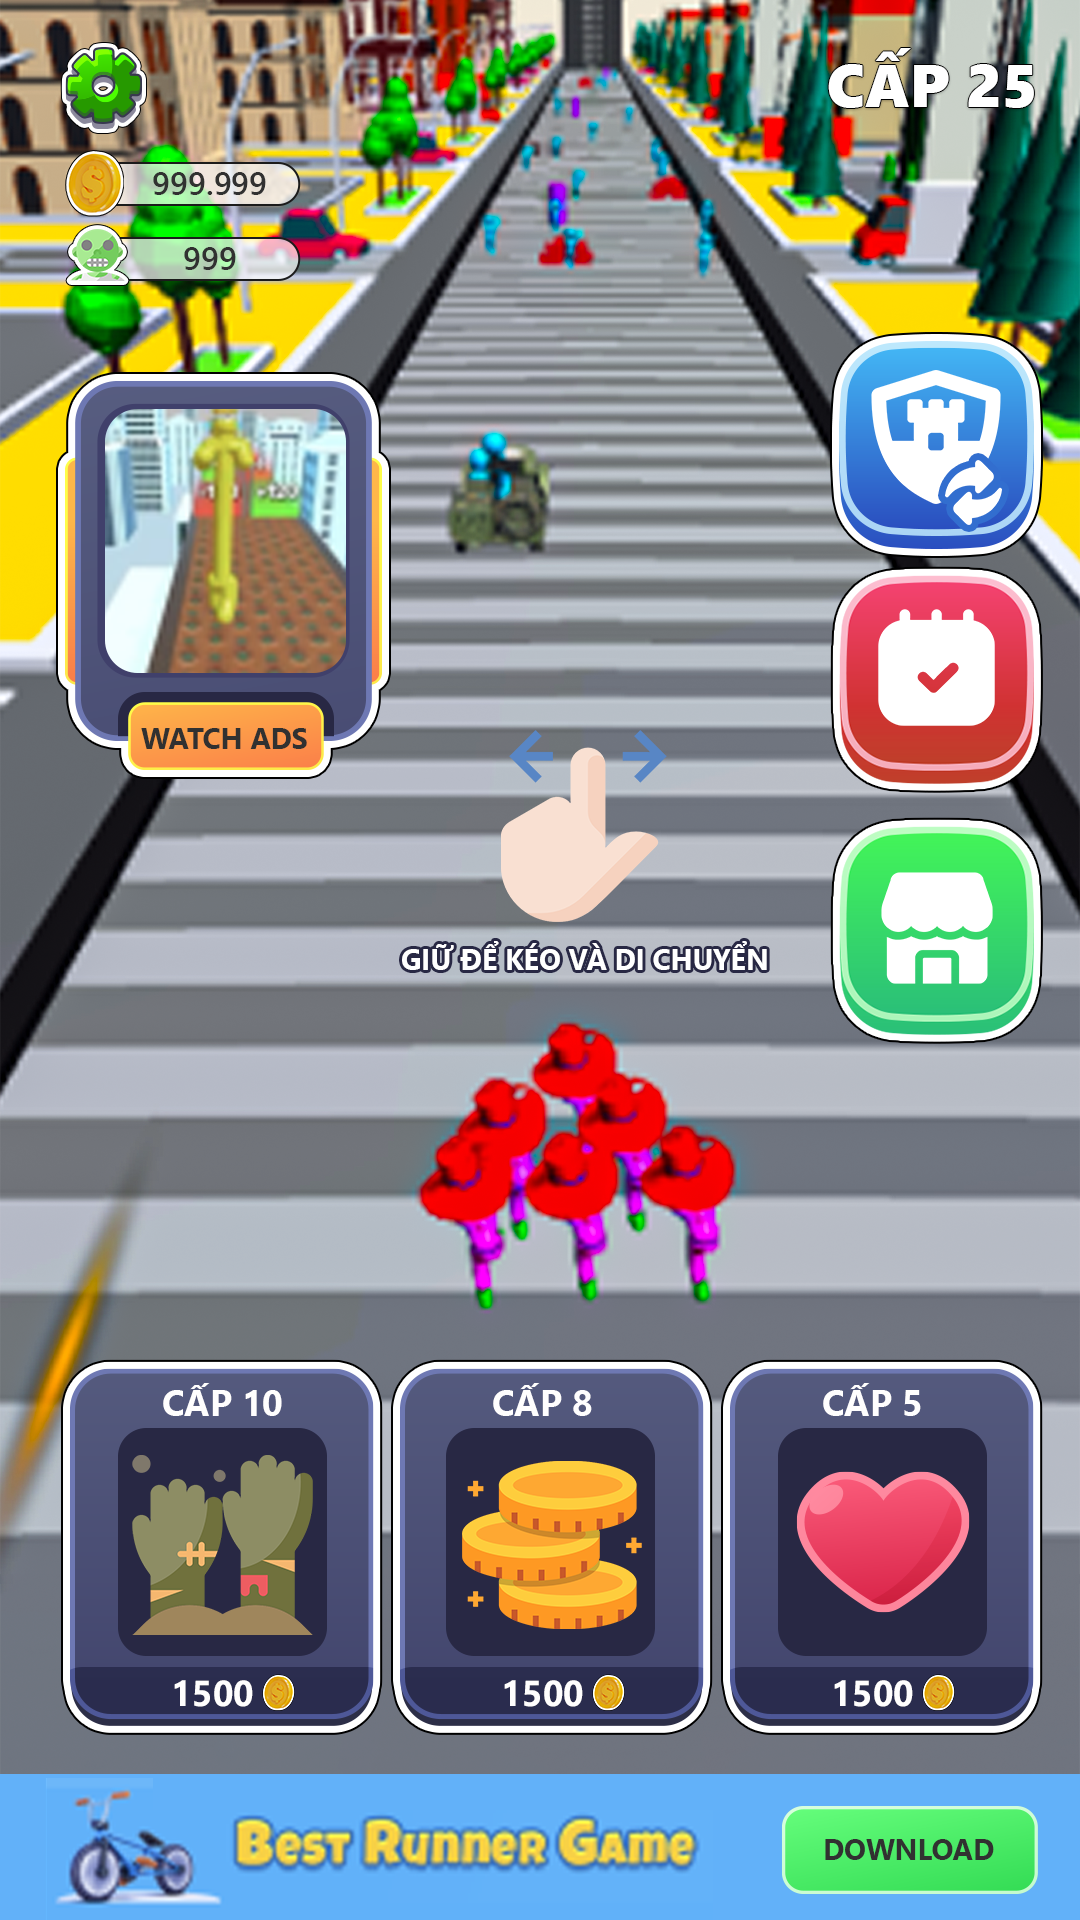 CẤP 25
999.999
999
WATCH ADS
GIỮ ĐỂ KÉO VÀ DI CHUYỂN
CẤP 10
CẤP 8
CẤP 5
1500
1500
1500
BEST RUNNER GAME
DOWNLOAD